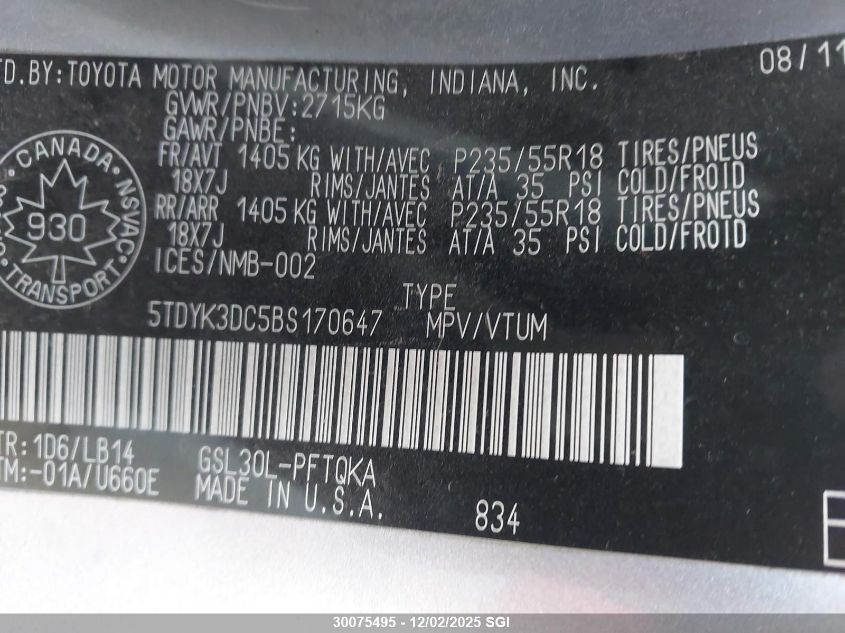 TD.BY:TOYOTA MOTOR MANUFACTURING, INDIANA, INC. 08/11
GVWR/PNBV:2715KG
GAWR/PNBE:
FR/AVT 1405 KG WITH/AVEC P235/55R18 TIRES/PNEUS
18X7J RIMS/JANTES AT/A 35 PSI COLD/FROID
RR/ARR 1405 KG WITH/AVEC P235/55R18 TIRES/PNEUS
18X7J RIMS/JANTES AT/A 35 PSI COLD/FROID
ICES/NMB-002
CANADA
NSVAC
930
TRANSPORT
TYPE
5TDYK3DC5BS170647 MPV/VTUM
TR: 1D6/LB14 GSL30L-PFTQKA
TM:-01A/U660E MADE IN U.S.A.
834
30075495 - 12/02/2025 SGI